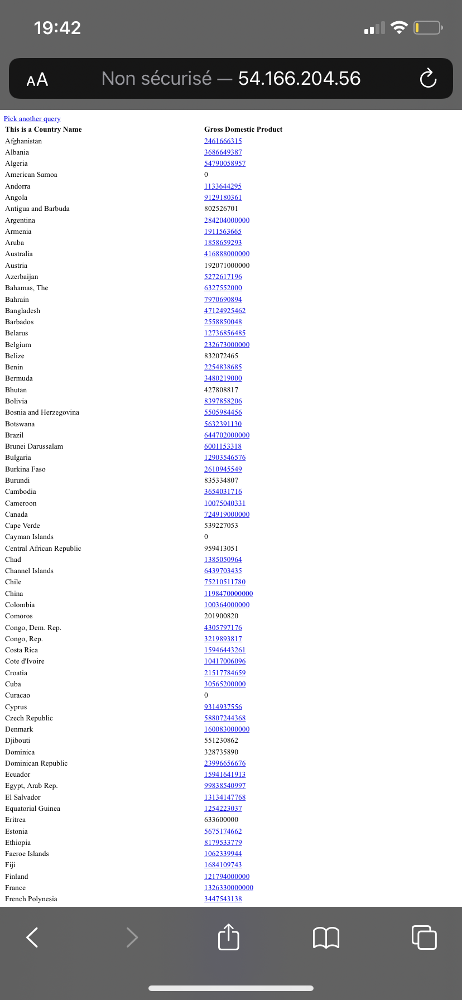 19:42
AA Non sécurisé — 54.166.204.56
Pick another query
This is a Country Name Gross Domestic Product
Afghanistan 2461666315
Albania 3686649387
Algeria 54790058957
American Samoa 0
Andorra 1133644295
Angola 9129180361
Antigua and Barbuda 802526701
Argentina 284204000000
Armenia 1911563665
Aruba 1858659293
Australia 416888000000
Austria 192071000000
Azerbaijan 5272617196
Bahamas, The 6327552000
Bahrain 7970690894
Bangladesh 47124925462
Barbados 2558850048
Belarus 12736856485
Belgium 232673000000
Belize 832072465
Benin 2254838685
Bermuda 3480219000
Bhutan 427808817
Bolivia 8397858206
Bosnia and Herzegovina 5505984456
Botswana 5632391130
Brazil 644702000000
Brunei Darussalam 6001153318
Bulgaria 12903546576
Burkina Faso 2610945549
Burundi 835334807
Cambodia 3654031716
Cameroon 10075040331
Canada 724919000000
Cape Verde 539227053
Cayman Islands 0
Central African Republic 959413051
Chad 1385050964
Channel Islands 6439703435
Chile 75210511780
China 1198470000000
Colombia 100364000000
Comoros 201900820
Congo, Dem. Rep. 4305797176
Congo, Rep. 3219893817
Costa Rica 15946443261
Cote d'Ivoire 10417006096
Croatia 21517784659
Cuba 30565200000
Curacao 0
Cyprus 9314937556
Czech Republic 58807244368
Denmark 160083000000
Djibouti 551230862
Dominica 328735890
Dominican Republic 23996656676
Ecuador 15941641913
Egypt, Arab Rep. 99838540997
El Salvador 13134147768
Equatorial Guinea 1254223037
Eritrea 633600000
Estonia 5675174662
Ethiopia 8179533779
Faeroe Islands 1062339944
Fiji 1684109743
Finland 121794000000
France 1326330000000
French Polynesia 3447543138